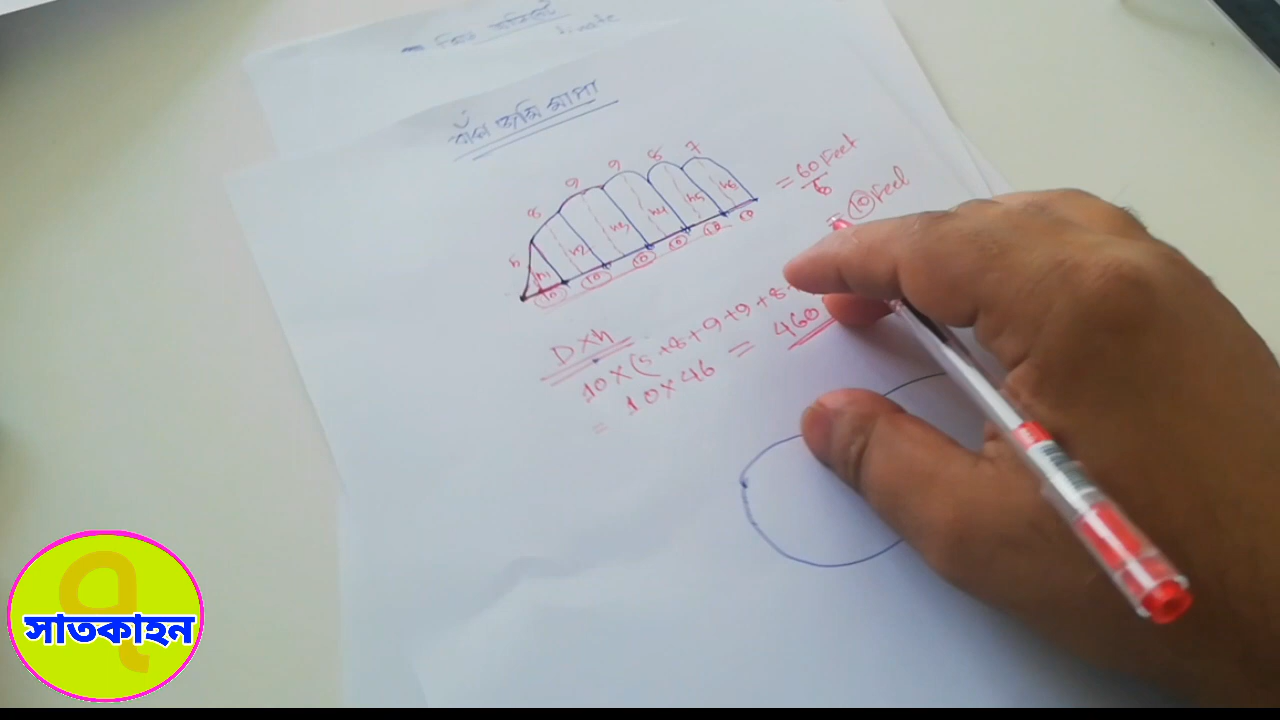 বাঁকা জমি মাপা
5 8 9 9 8 7
h1 h2 h3 h4 h5 h6
10 10 10 10 10 10
= 60 Feet
6
10 Feet
D×h
10×(5+8+9+9+8+
= 10×46 = 460
৭
সাতকাহন